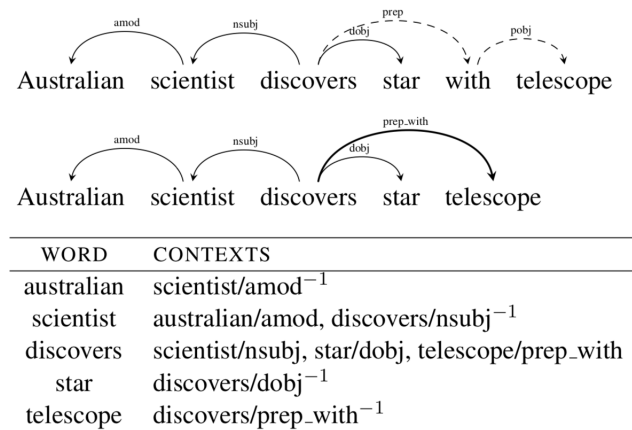 prep
amod nsubj dobj pobj
Australian scientist discovers star with telescope
prep_with
amod nsubj dobj
Australian scientist discovers star telescope
WORD CONTEXTS
australian scientist/amod⁻¹
scientist australian/amod, discovers/nsubj⁻¹
discovers scientist/nsubj, star/dobj, telescope/prep_with
star discovers/dobj⁻¹
telescope discovers/prep_with⁻¹